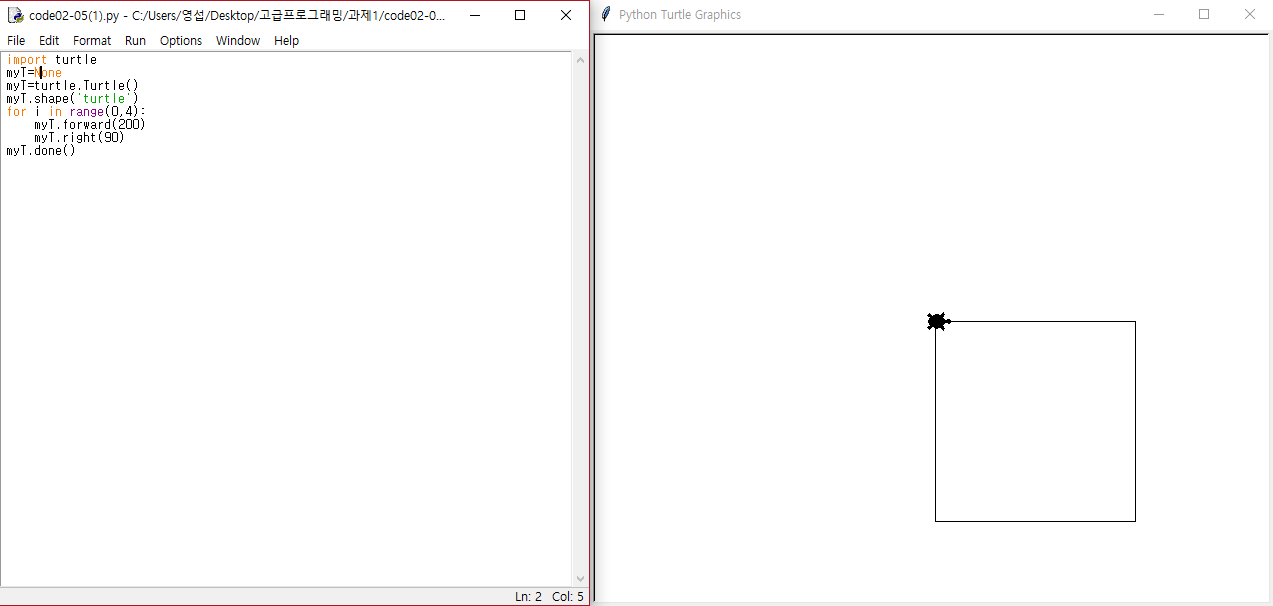 code02-05(1).py - C:/Users/영섭/Desktop/고급프로그래밍/과제1/code02-0...
File Edit Format Run Options Window Help
import turtle
myT=None
myT=turtle.Turtle()
myT.shape('turtle')
for i in range(0,4):
    myT.forward(200)
    myT.right(90)
myT.done()
Ln: 2 Col: 5
Python Turtle Graphics